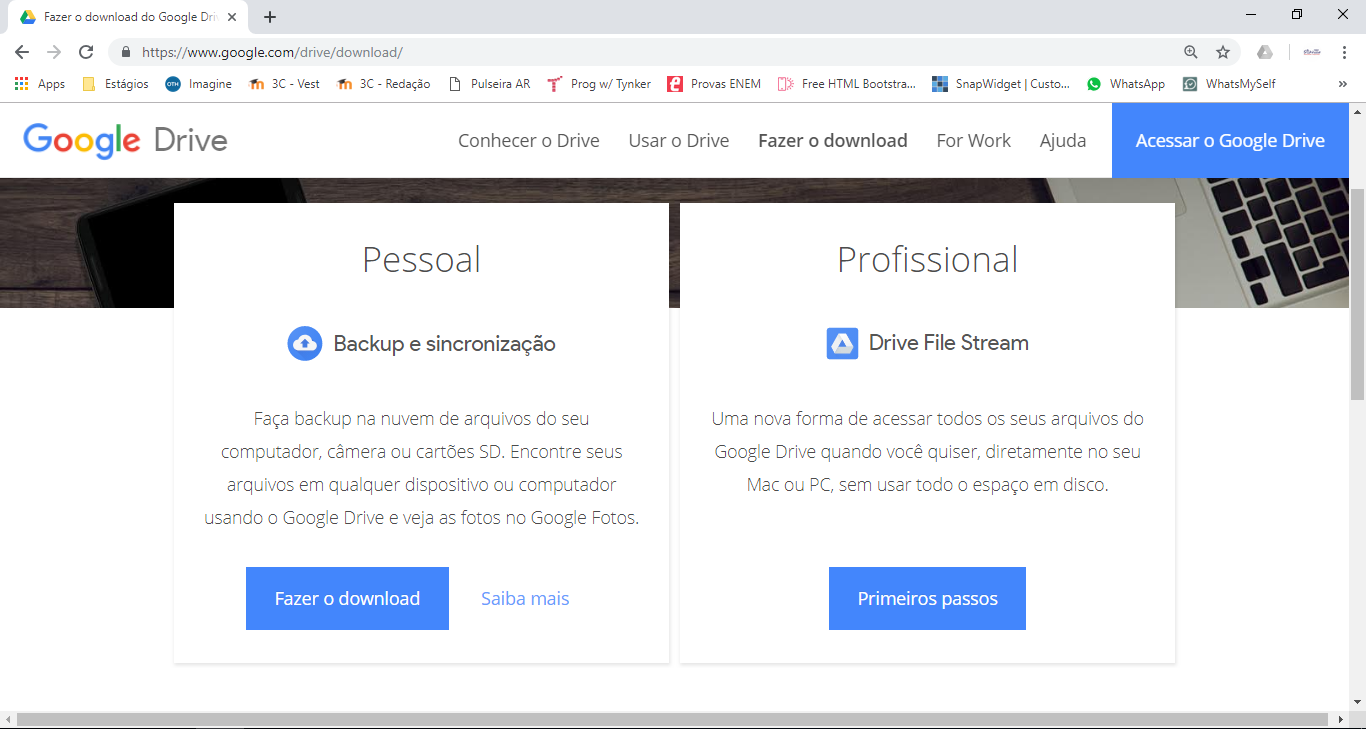 Fazer o download do Google Dri
https://www.google.com/drive/download/
Apps Estágios Imagine 3C - Vest 3C - Redação Pulseira AR Prog w/ Tynker Provas ENEM Free HTML Bootstra... SnapWidget | Custo... WhatsApp WhatsMySelf »
Google Drive Conhecer o Drive Usar o Drive Fazer o download For Work Ajuda Acessar o Google Drive
Pessoal
Backup e sincronização
Faça backup na nuvem de arquivos do seu
computador, câmera ou cartões SD. Encontre seus
arquivos em qualquer dispositivo ou computador
usando o Google Drive e veja as fotos no Google Fotos.
Fazer o download Saiba mais
Profissional
Drive File Stream
Uma nova forma de acessar todos os seus arquivos do
Google Drive quando você quiser, diretamente no seu
Mac ou PC, sem usar todo o espaço em disco.
Primeiros passos